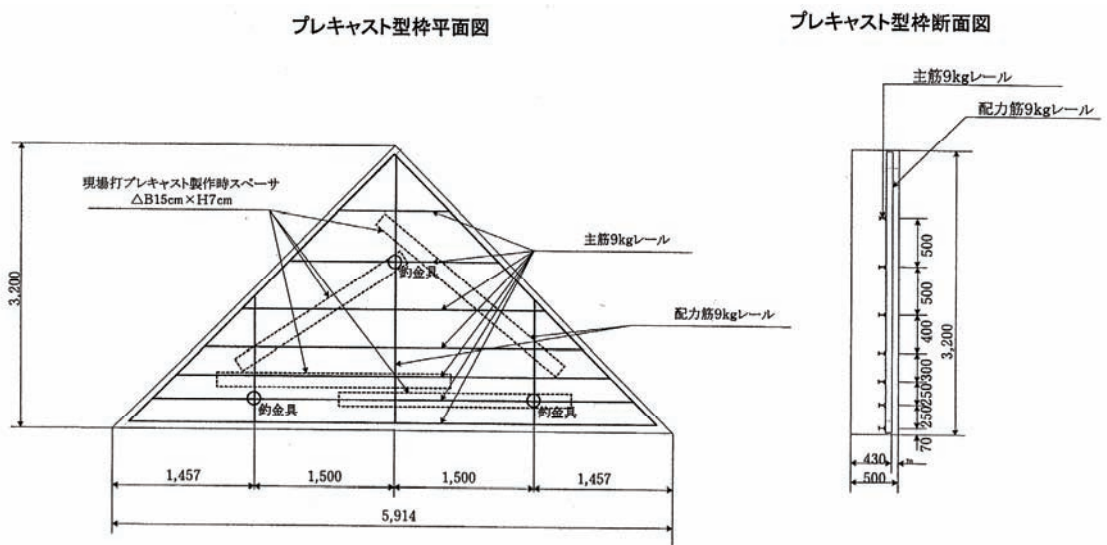 プレキャスト型枠平面図
プレキャスト型枠断面図
主筋9kgレール
配力筋9kgレール
現場打プレキャスト製作時スペーサ
△B15cm×H7cm
主筋9kgレール
配力筋9kgレール
釣金具
釣金具
釣金具
3,200
1,457
1,500
1,500
1,457
5,914
500
500
400
300
250
250
70
3,200
430
500